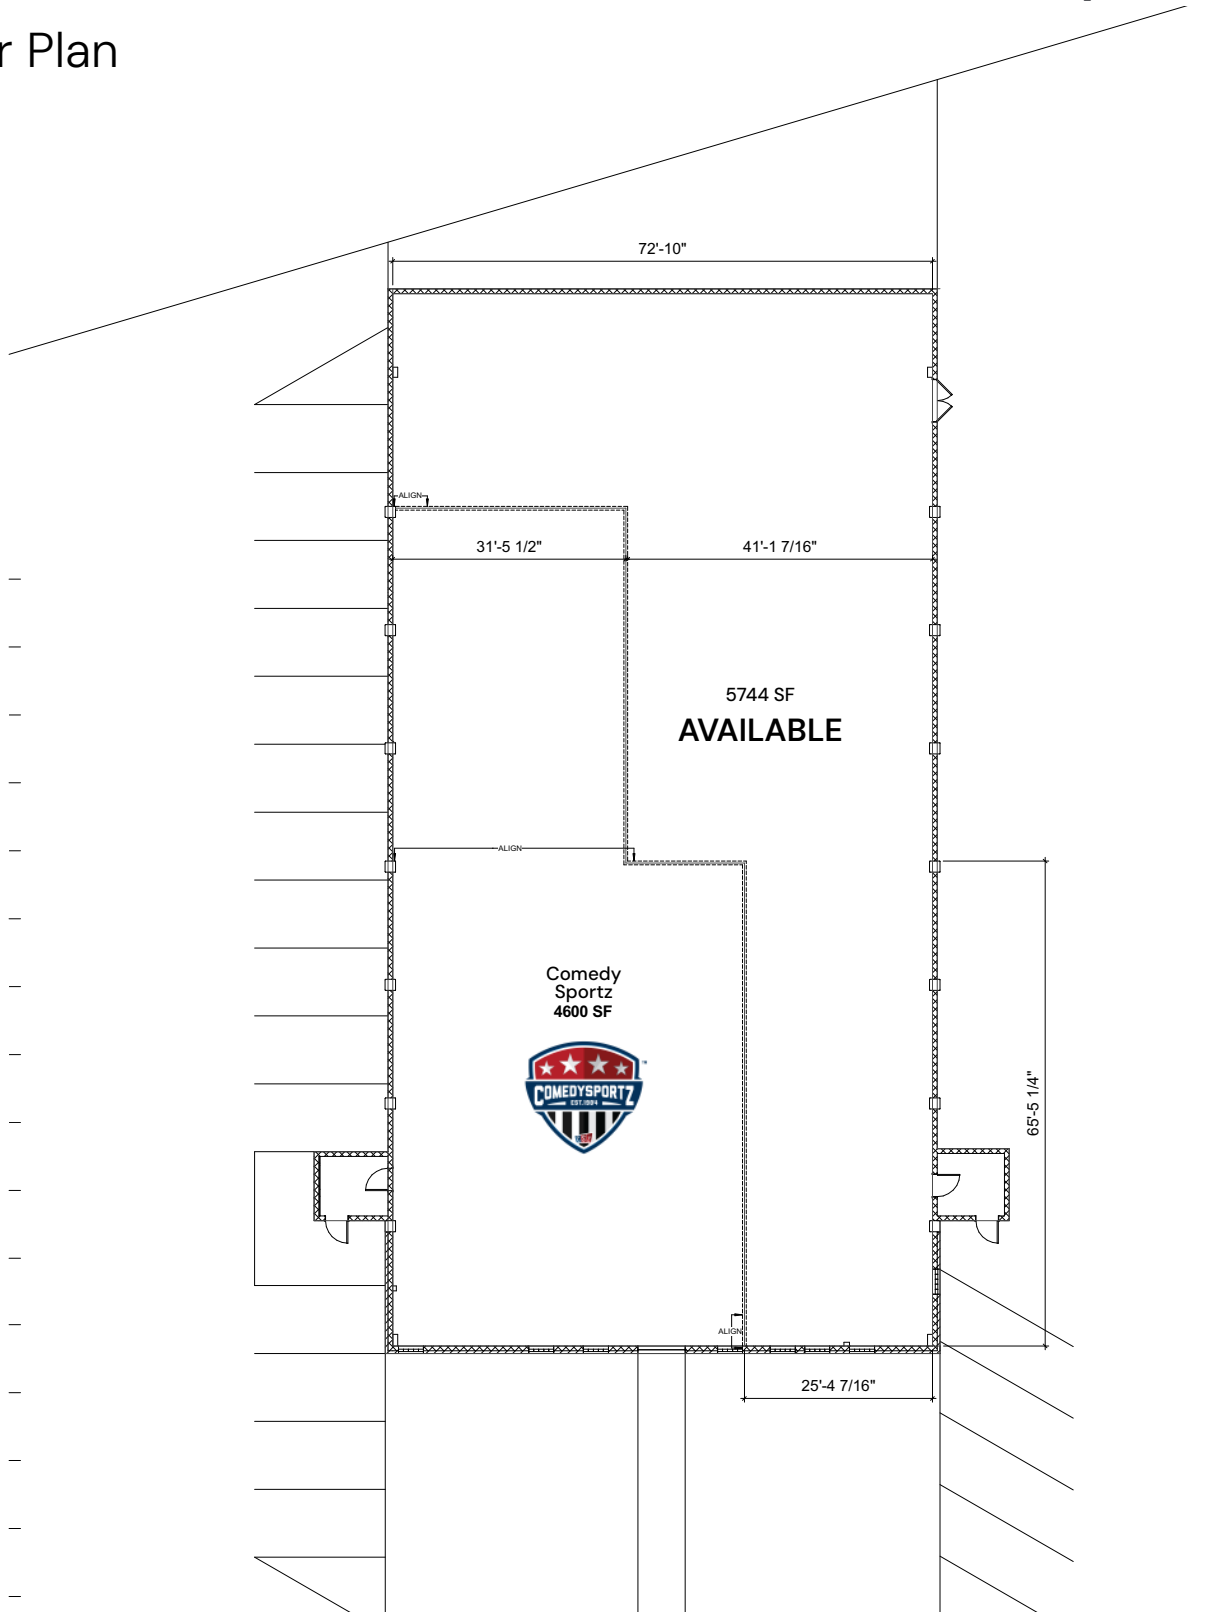 r Plan
72'-10"
ALIGN
31'-5 1/2"
41'-1 7/16"
5744 SF
AVAILABLE
ALIGN
Comedy
Sportz
4600 SF
COMEDYSPORTZ
EST.1984
65'-5 1/4"
ALIGN
25'-4 7/16"